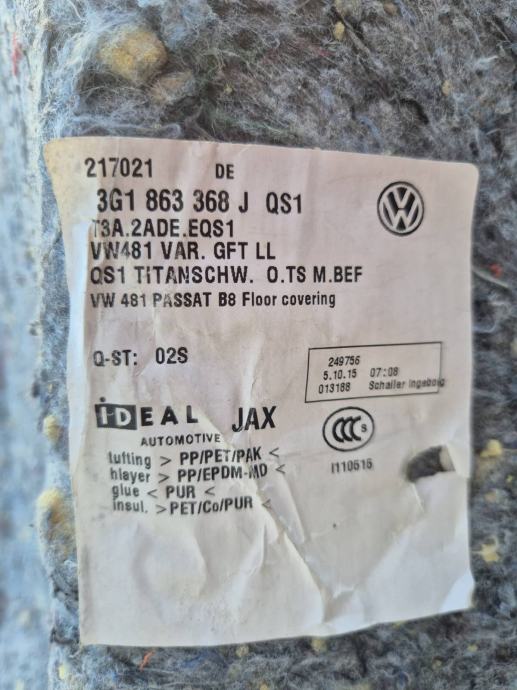 217021 DE
3G1 863 368 J QS1
T3A.2ADE.EQS1
VW481 VAR. GFT LL
QS1 TITANSCHW. O.TS M.BEF
VW 481 PASSAT B8 Floor covering
Q-ST: 02S
249756
5.10.15 07:08
013188 Schaller Ingeborg
iDEAL JAX
AUTOMOTIVE
CCC S
I110616
tufting > PP/PET/PAK <
hlayer > PP/EPDM-MD <
glue < PUR <
insul. >PET/Co/PUR <